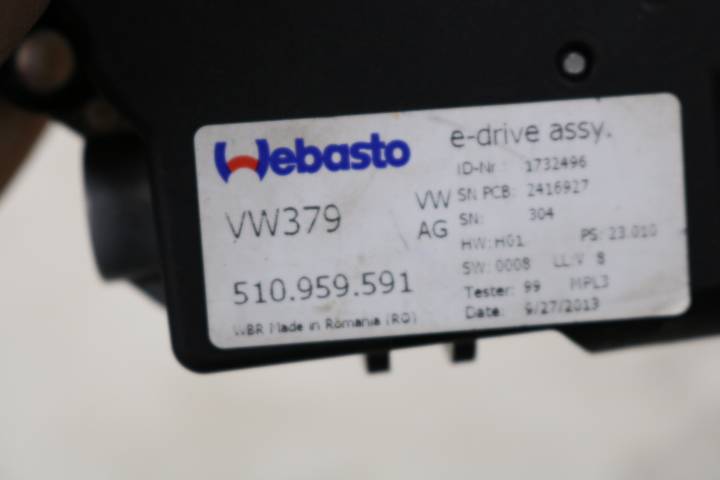 Webasto
e-drive assy.
ID-Nr: 1732496
VW SN PCB: 2416927
VW379
AG SN: 304
HW: H01 PS: 23.010
SW: 0008 LL-V 8
510.959.591
Tester: 99 MPL3
Date: 9/27/2013
WBR Made in Romania (RO)